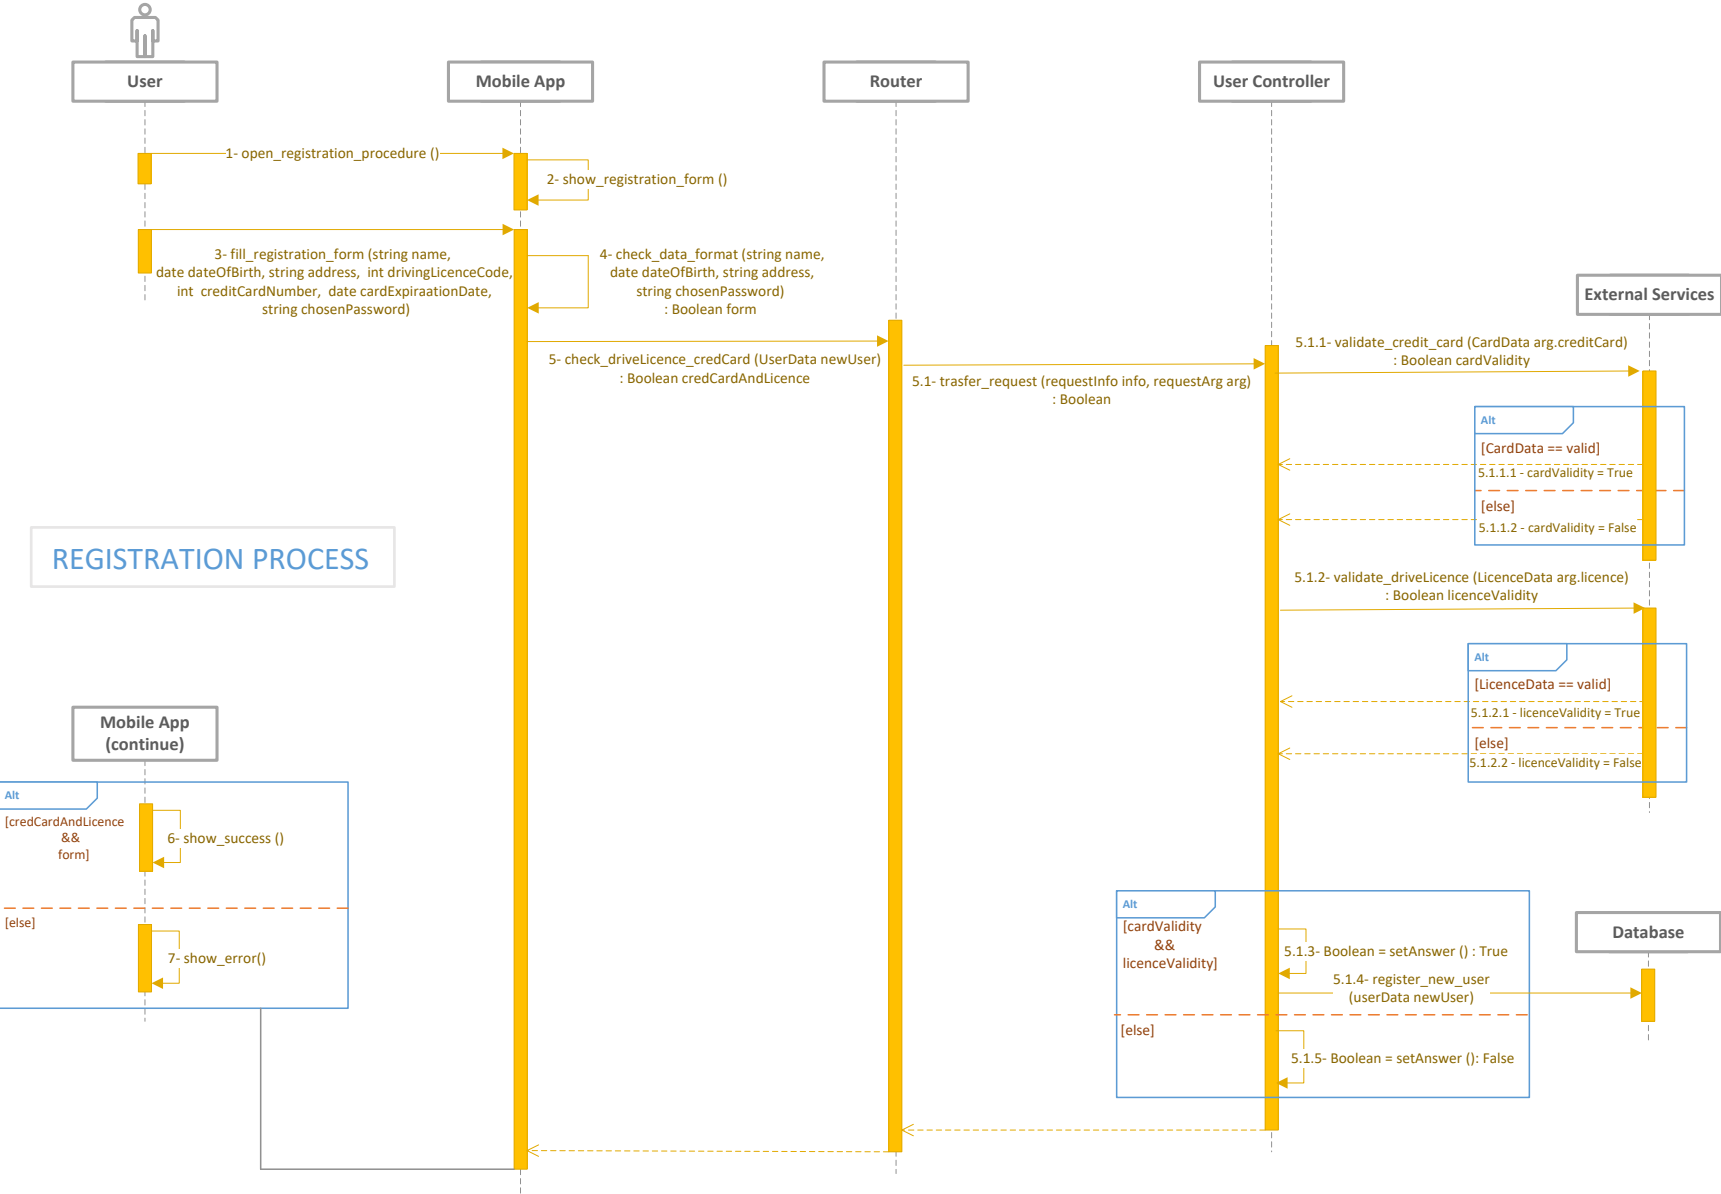 User
Mobile App
Router
User Controller
1- open_registration_procedure ()
2- show_registration_form ()
3- fill_registration_form (string name,
date dateOfBirth, string address,  int drivingLicenceCode,
int  creditCardNumber,  date cardExpiraationDate,
string chosenPassword)
4- check_data_format (string name,
date dateOfBirth, string address,
string chosenPassword)
: Boolean form
External Services
5- check_driveLicence_credCard (UserData newUser)
: Boolean credCardAndLicence
5.1- trasfer_request (requestInfo info, requestArg arg)
: Boolean
5.1.1- validate_credit_card (CardData arg.creditCard)
: Boolean cardValidity
Alt
[CardData == valid]
5.1.1.1 - cardValidity = True
[else]
5.1.1.2 - cardValidity = False
REGISTRATION PROCESS
5.1.2- validate_driveLicence (LicenceData arg.licence)
: Boolean licenceValidity
Alt
[LicenceData == valid]
5.1.2.1 - licenceValidity = True
[else]
5.1.2.2 - licenceValidity = False
Mobile App
(continue)
Alt
[credCardAndLicence
&&
form]
6- show_success ()
[else]
7- show_error()
Alt
[cardValidity
&&
licenceValidity]
5.1.3- Boolean = setAnswer () : True
5.1.4- register_new_user
(userData newUser)
[else]
5.1.5- Boolean = setAnswer (): False
Database